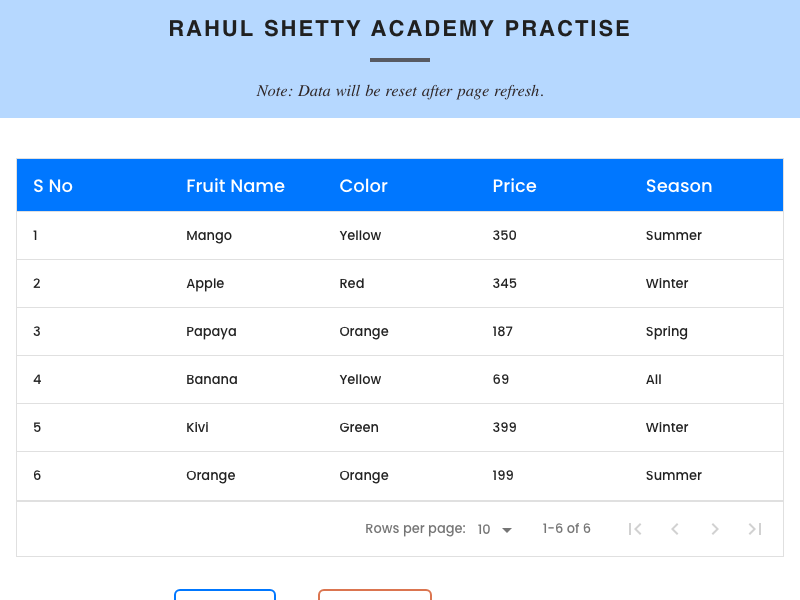 RAHUL SHETTY ACADEMY PRACTISE
Note: Data will be reset after page refresh.
S No Fruit Name Color Price Season
1 Mango Yellow 350 Summer
2 Apple Red 345 Winter
3 Papaya Orange 187 Spring
4 Banana Yellow 69 All
5 Kivi Green 399 Winter
6 Orange Orange 199 Summer
Rows per page: 10 1-6 of 6